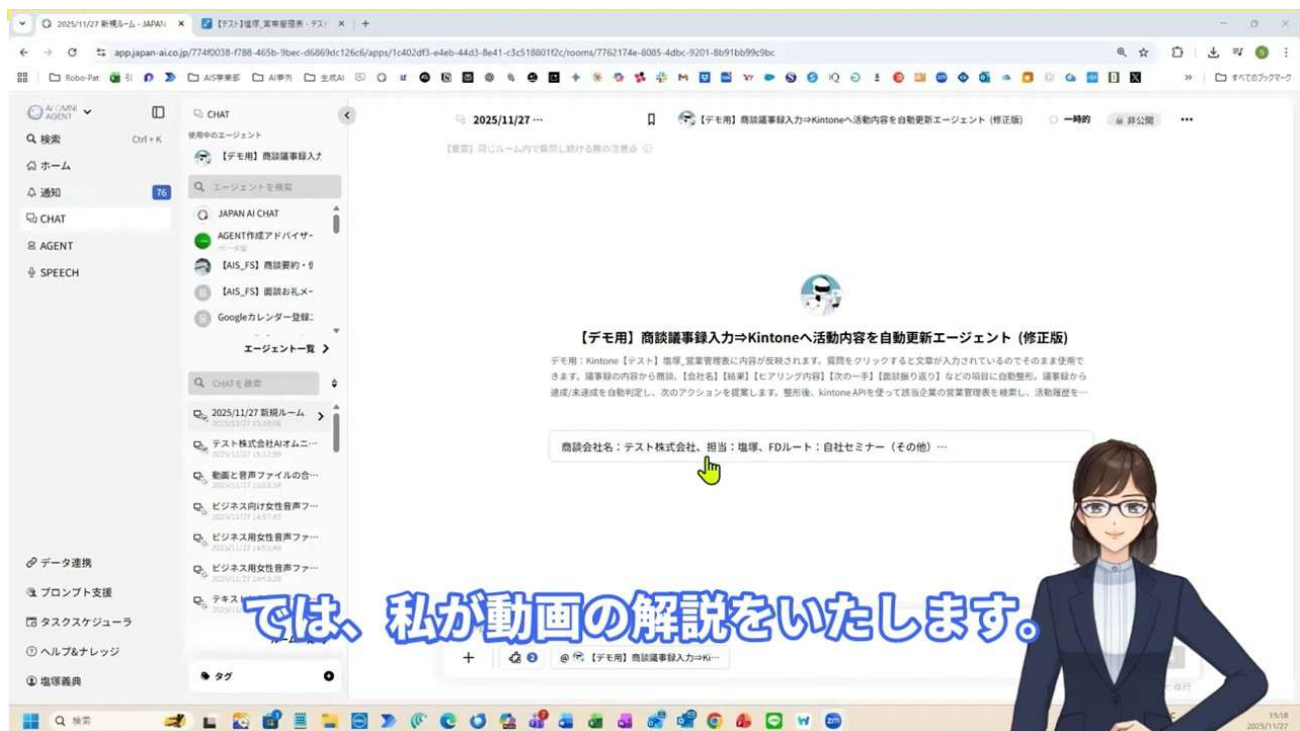 2025/11/27 新規ルーム - JAPAN
【テスト】塩塚_営業管理表 - テスト
app.japan-ai.co.jp/774f0038-f788-465b-9bec-d6869dc126c6/apps/1c402df3-e4eb-44d3-8e41-c3c518801f2c/rooms/7762174e-8085-4dbc-9201-8b91bb99c9bc
Robo-Pat
AIS事業部
AI夢列
生成AI
すべてのブックマーク
AI OMNI AGENT
検索 Ctrl + K
ホーム
通知 76
CHAT
AGENT
SPEECH
データ連携
プロンプト支援
タスクスケジューラ
ヘルプ&ナレッジ
塩塚義典
CHAT
使用中のエージェント
【デモ用】商談議事録入力
エージェントを検索
JAPAN AI CHAT
AGENT作成アドバイザー
ベータ版
【AIS_FS】商談要約・
【AIS_FS】面談お礼メー
Googleカレンダー登録:
エージェント一覧
CHATを検索
2025/11/27 新規ルーム
テスト株式会社AIオムニ…
2025/11/27 15:17:59
動画と音声ファイルの合…
ビジネス向け女性音声フ…
2025/11/27 14:57:43
ビジネス用女性音声ファ…
ビジネス用女性音声ファ…
テキスト
タグ
2025/11/27 …
【デモ用】商談議事録入力⇒Kintoneへ活動内容を自動更新エージェント (修正版)
一時的
非公開
【重要】同じルーム内で質問し続ける際の注意点
【デモ用】商談議事録入力⇒Kintoneへ活動内容を自動更新エージェント (修正版)
デモ用：Kintone【テスト】塩塚_営業管理表に内容が反映されます。質問をクリックすると文章が入力されているのでそのまま使用で
きます。議事録の内容から商談、【会社名】【結果】【ヒアリング内容】【次の一手】【面談振り返り】などの項目に自動整形。議事録から
達成/未達成を自動判定し、次のアクションを提案します。整形後、kintone APIを使って該当企業の営業管理表を検索し、活動履歴を…
商談会社名：テスト株式会社、担当：塩塚、FDルート：自社セミナー（その他）…
では、私が動画の解説をいたします。
@ 【デモ用】商談議事録入力⇒Ki…
検索
15:18
2025/11/27